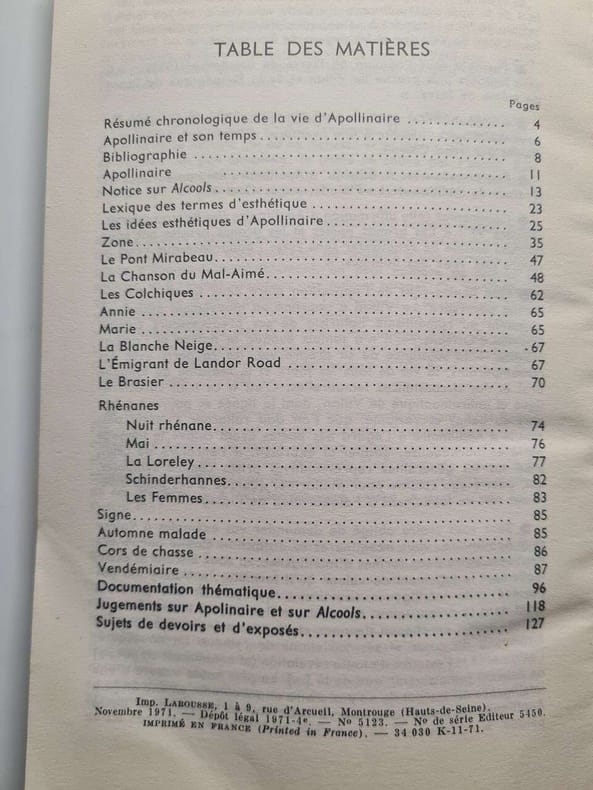 TABLE DES MATIÈRES
Pages
Résumé chronologique de la vie d'Apollinaire .............. 4
Apollinaire et son temps .............. 6
Bibliographie .............. 8
Apollinaire .............. 11
Notice sur Alcools .............. 13
Lexique des termes d'esthétique .............. 23
Les idées esthétiques d'Apollinaire .............. 25
Zone .............. 35
Le Pont Mirabeau .............. 47
La Chanson du Mal-Aimé .............. 48
Les Colchiques .............. 62
Annie .............. 65
Marie .............. 65
La Blanche Neige .............. 67
L'Émigrant de Landor Road .............. 67
Le Brasier .............. 70
Rhénanes
Nuit rhénane .............. 74
Mai .............. 76
La Loreley .............. 77
Schinderhannes .............. 82
Les Femmes .............. 83
Signe .............. 85
Automne malade .............. 85
Cors de chasse .............. 86
Vendémiaire .............. 87
Documentation thématique .............. 96
Jugements sur Apolinaire et sur Alcools .............. 118
Sujets de devoirs et d'exposés .............. 127
Imp. LAROUSSE, 1 à 9, rue d'Arcueil, Montrouge (Hauts-de-Seine).
Novembre 1971. — Dépôt légal 1971-4e. — No 5123. — No de série Editeur 5450.
IMPRIMÉ EN FRANCE (Printed in France). — 34 030 K-11-71.